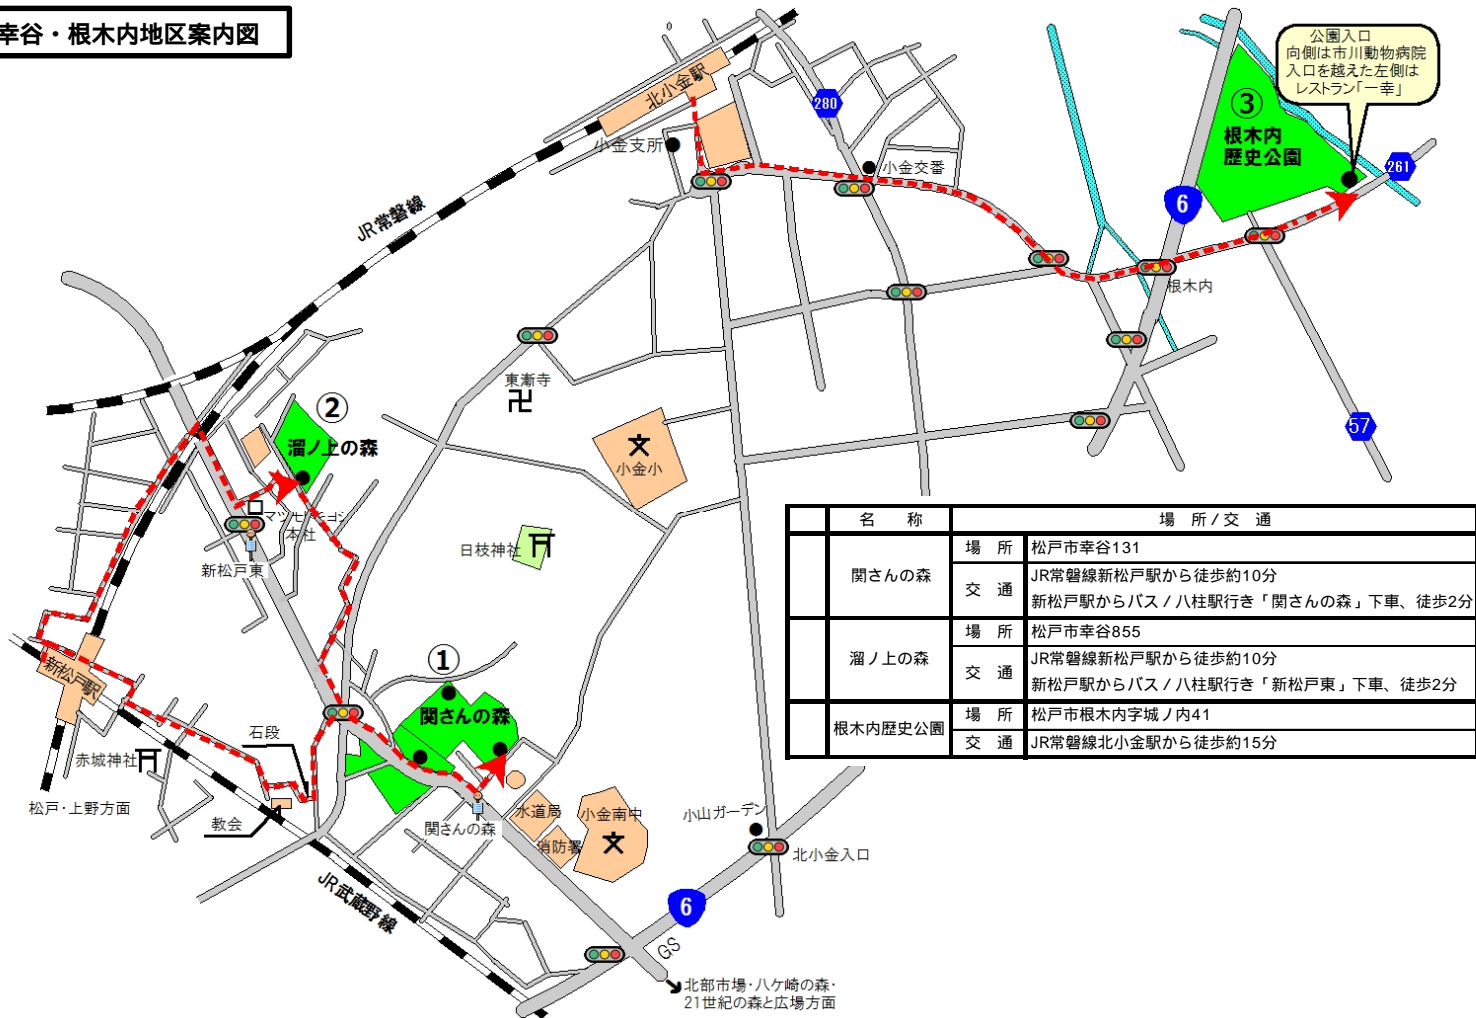 幸谷・根木内地区案内図
公園入口
向側は市川動物病院
入口を越えた左側は
レストラン「一幸」
北小金駅
280
③
根木内
歴史公園
小金支所
小金交番
261
6
JR常磐線
根木内
東漸寺
卍
②
溜ノ上の森
文
小金小
57
マツモトキヨシ
本社
新松戸東
日枝神社
①
関さんの森
新松戸駅
石段
赤城神社
松戸・上野方面
教会
関さんの森
水道局
消防署
小金南中
文
小山ガーデン
北小金入口
JR武蔵野線
6
GS
北部市場・八ケ崎の森・
21世紀の森と広場方面
名 称 場 所/交 通
関さんの森 場 所 松戸市幸谷131
交 通 JR常磐線新松戸駅から徒歩約10分
新松戸駅からバス/八柱駅行き「関さんの森」下車、徒歩2分
溜ノ上の森 場 所 松戸市幸谷855
交 通 JR常磐線新松戸駅から徒歩約10分
新松戸駅からバス/八柱駅行き「新松戸東」下車、徒歩2分
根木内歴史公園 場 所 松戸市根木内字城ノ内41
交 通 JR常磐線北小金駅から徒歩約15分